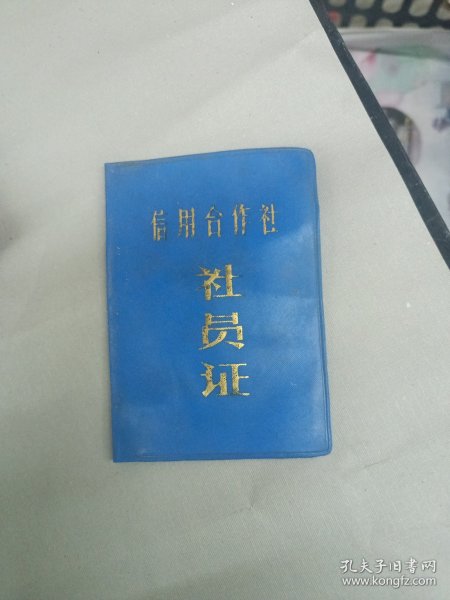 信用合作社
社
员
证
孔夫子旧书网
www.kongfz.com